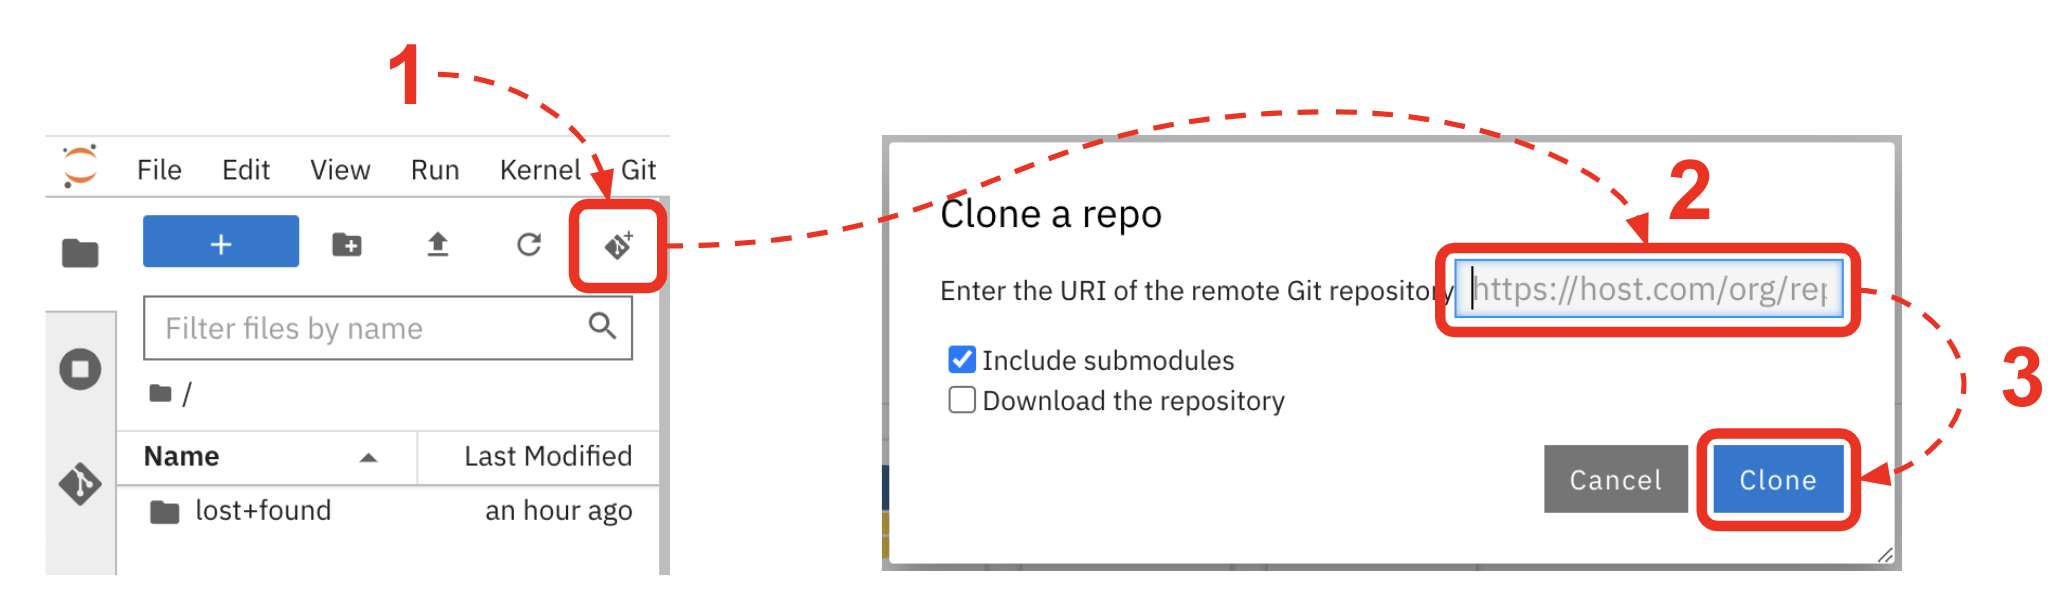 1
File Edit View Run Kernel Git
+
Filter files by name
/
Name Last Modified
lost+found an hour ago
2
Clone a repo
Enter the URI of the remote Git repository
https://host.com/org/rep
Include submodules
Download the repository
3
Cancel Clone